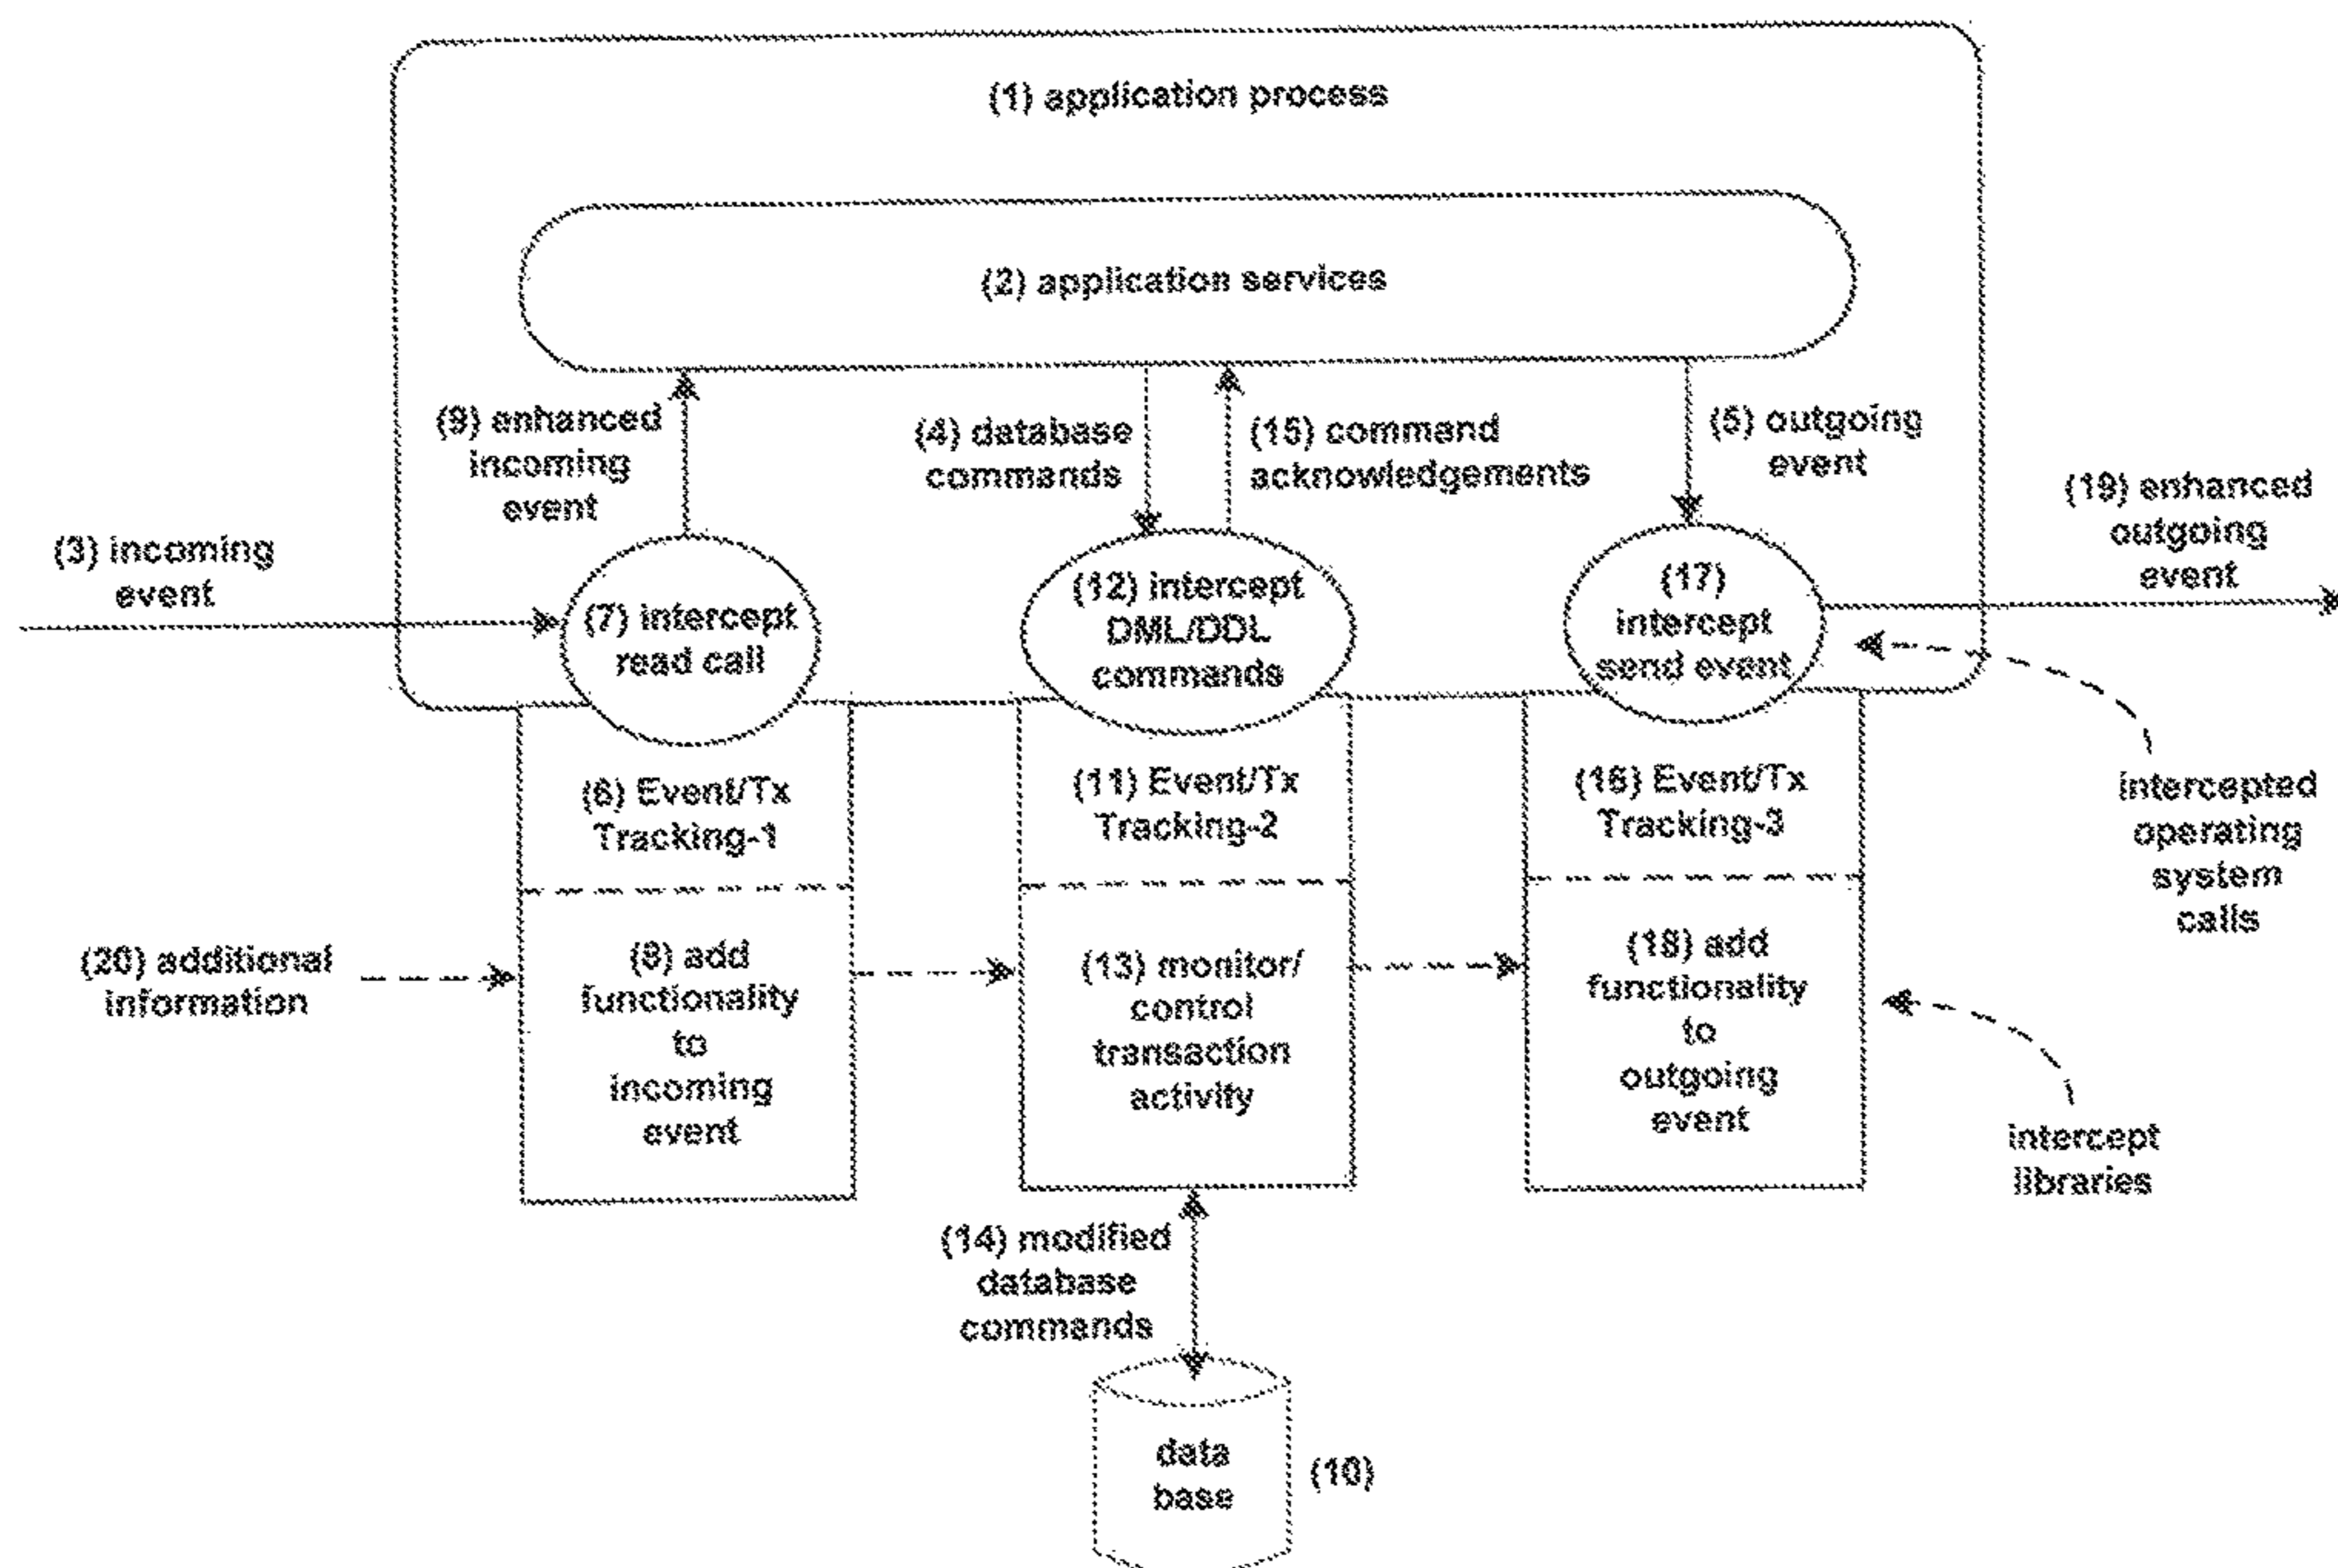 (1) application process
(2) application services
(9) enhanced
incoming
event
(4) database
commands
(15) command
acknowledgements
(5) outgoing
event
(19) enhanced
outgoing
event
(3) incoming
event
(7) intercept
read call
(12) intercept
DML/DDL
commands
(17)
intercept
send event
(6) Event/Tx
Tracking-1
(11) Event/Tx
Tracking-2
(16) Event/Tx
Tracking-3
intercepted
operating
system
calls
(20) additional
information
(8) add
functionality
to
incoming
event
(13) monitor/
control
transaction
activity
(18) add
functionality
to
outgoing
event
intercept
libraries
(14) modified
database
commands
data
base
(10)